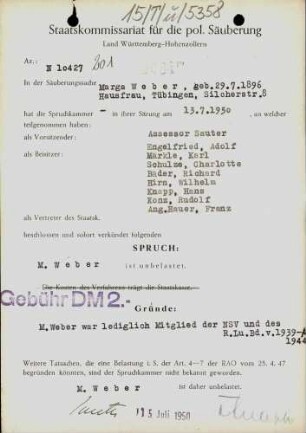 15/T/ü/5358
Staatskommissariat für die pol. Säuberung
Land Württemberg-Hohenzollern
Az.: N 10427 Bo1
In der Säuberungssache
Marga Weber, geb.29.7.1896
Hausfrau, Tübingen, Silcherstr.8
hat die Spruchkammer - in ihrer Sitzung am 13.7.1950 , an welcher
teilgenommen haben:
als Vorsitzender: Assessor Sauter
als Beisitzer: Engelfried, Adolf
Märkle, Karl
Schulze, Charlotte
Bader, Richard
Hirn, Wilhelm
Knapp, Hans
Konz, Rudolf
als Vertreter des Staatsk. Ang.Bauer, Franz
beschlossen und sofort verkündet folgenden
SPRUCH:
M. Weber ist unbelastet.
Die Kosten des Verfahrens trägt die Staatskasse.
Gebühr DM 2.-
Gründe:
M.Weber war lediglich Mitglied der NSV und des
R.Lu.Bd.v.1939-
1944
Weitere Tatsachen, die eine Belastung i. S. der Art. 4-7 der RAO vom 25. 4. 47
begründen könnten, sind der Spruchkammer nicht bekannt geworden.
M. Weber ist daher unbelastet.
15 Juli 1950